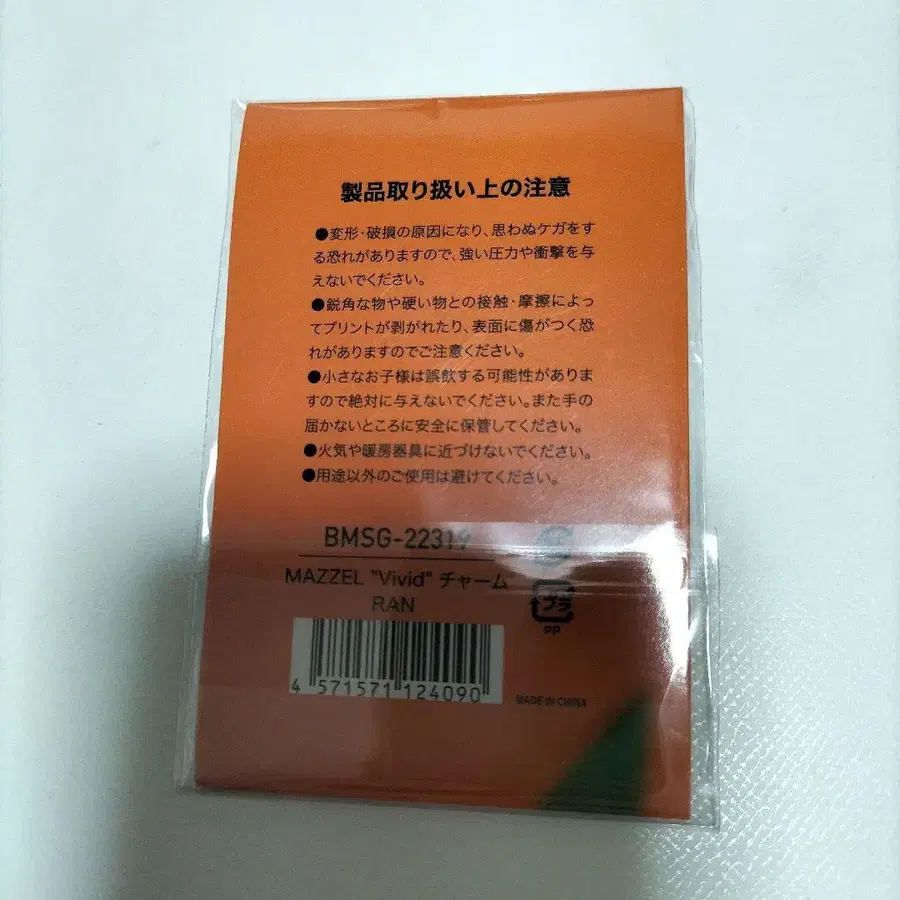 製品取り扱い上の注意
●変形・破損の原因になり、思わぬケガをす
る恐れがありますので、強い圧力や衝撃を与
えないでください。
●鋭角な物や硬い物との接触・摩擦によっ
てプリントが剥がれたり、表面に傷がつく恐
れがありますのでご注意ください。
●小さなお子様は誤飲する可能性がありま
すので絶対に与えないでください。また手の
届かないところに安全に保管してください。
●火気や暖房器具に近づけないでください。
●用途以外のご使用は避けてください。
BMSG-22319
MAZZEL "Vivid" チャーム
RAN
プラ
PP
4 571571 124090
MADE IN CHINA